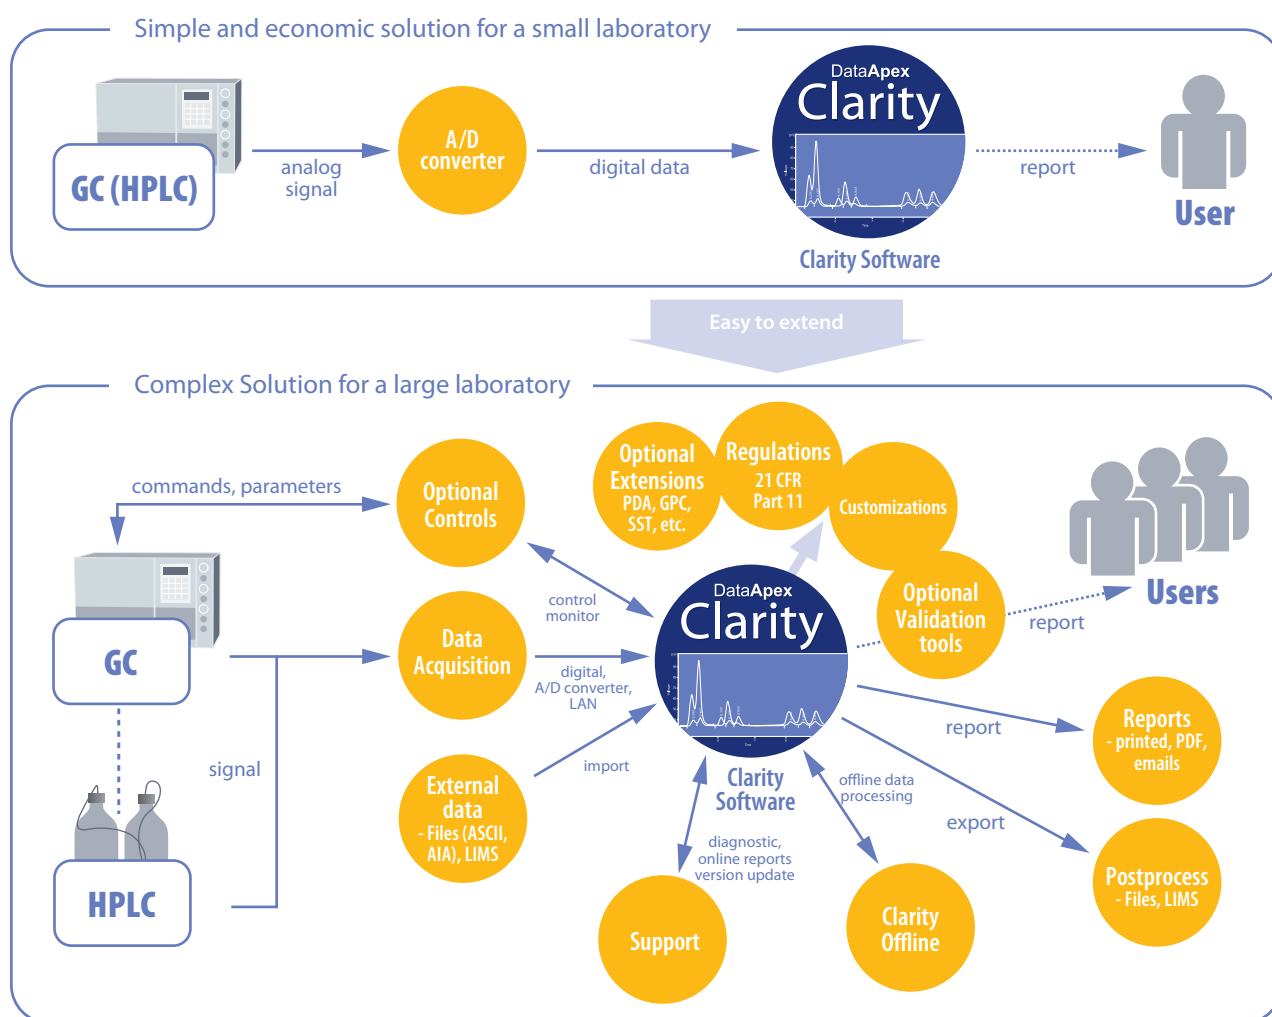 Simple and economic solution for a small laboratory
GC (HPLC)
analog
signal
A/D
converter
digital data
DataApex
Clarity
Clarity Software
report
User
Easy to extend
Complex Solution for a large laboratory
commands, parameters
Optional
Controls
Optional
Extensions
PDA, GPC,
SST, etc.
Regulations
21 CFR
Part 11
Customizations
Optional
Validation
tools
Users
report
control
monitor
GC
Data
Acquisition
digital,
A/D converter,
LAN
DataApex
Clarity
Clarity
Software
signal
External
data
- Files (ASCII,
AIA), LIMS
import
HPLC
diagnostic,
online reports
version update
Support
offline data
processing
Clarity
Offline
report
Reports
- printed, PDF,
emails
export
Postprocess
- Files, LIMS